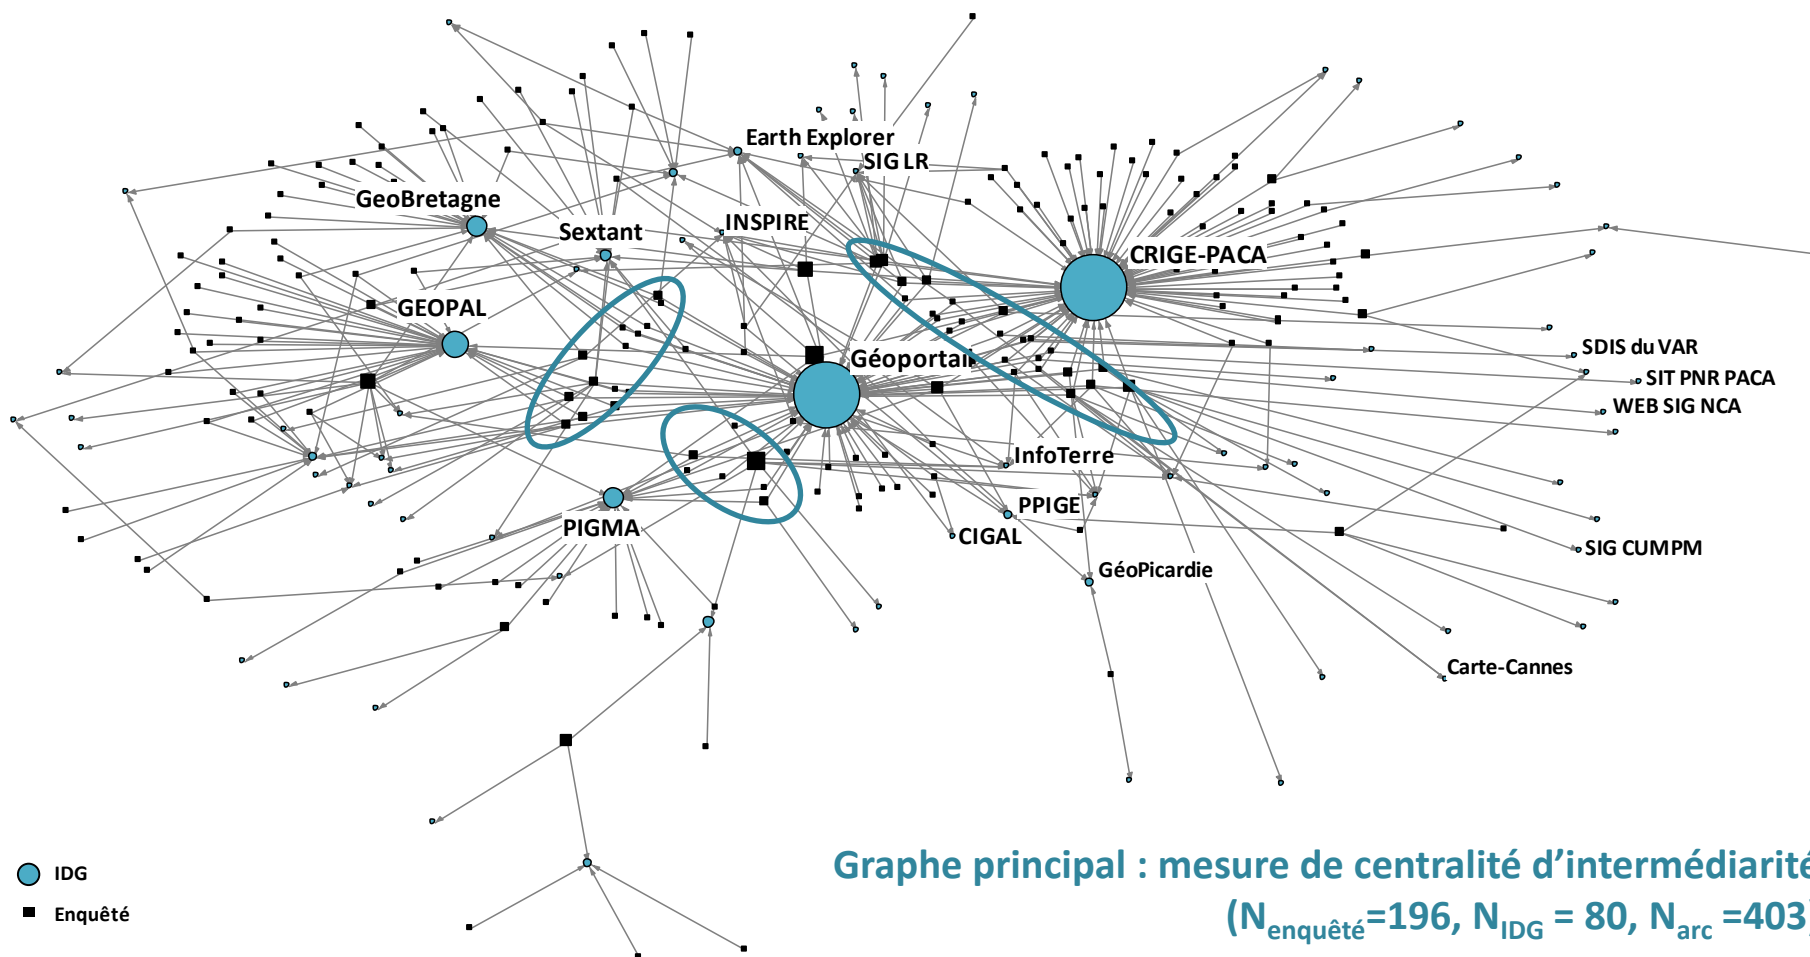 Earth Explorer
SIG LR
GeoBretagne
Sextant
INSPIRE
CRIGE-PACA
GEOPAL
Géoportail
SDIS du VAR
SIT PNR PACA
WEB SIG NCA
InfoTerre
PPIGE
PIGMA
CIGAL
SIG CUMPM
GéoPicardie
Carte-Cannes
IDG
Enquêté
Graphe principal : mesure de centralité d’intermédiarité
(Nenquêté=196, NIDG = 80, Narc =403)